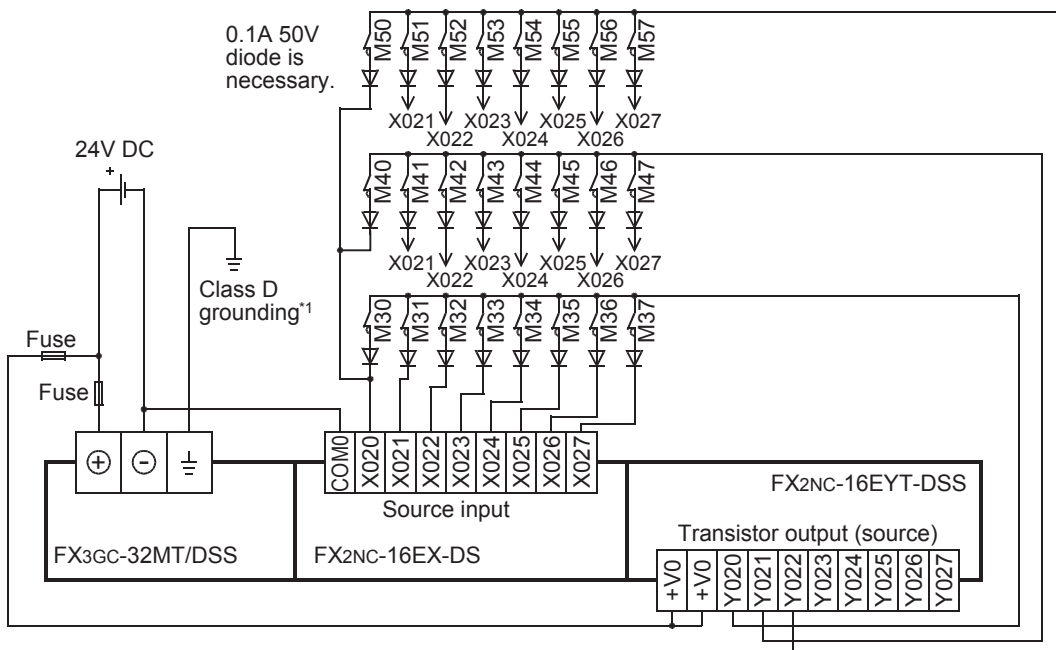 0.1A 50V
diode is
necessary.
M50 M51 M52 M53 M54 M55 M56 M57
X021 X023 X025 X027
X022 X024 X026
24V DC
+
M40 M41 M42 M43 M44 M45 M46 M47
X021 X023 X025 X027
X022 X024 X026
Class D
grounding*1
M30 M31 M32 M33 M34 M35 M36 M37
Fuse
Fuse
+ -
COM0 X020 X021 X022 X023 X024 X025 X026 X027
Source input
FX3GC-32MT/DSS
FX2NC-16EX-DS
FX2NC-16EYT-DSS
Transistor output (source)
+V0 +V0 Y020 Y021 Y022 Y023 Y024 Y025 Y026 Y027